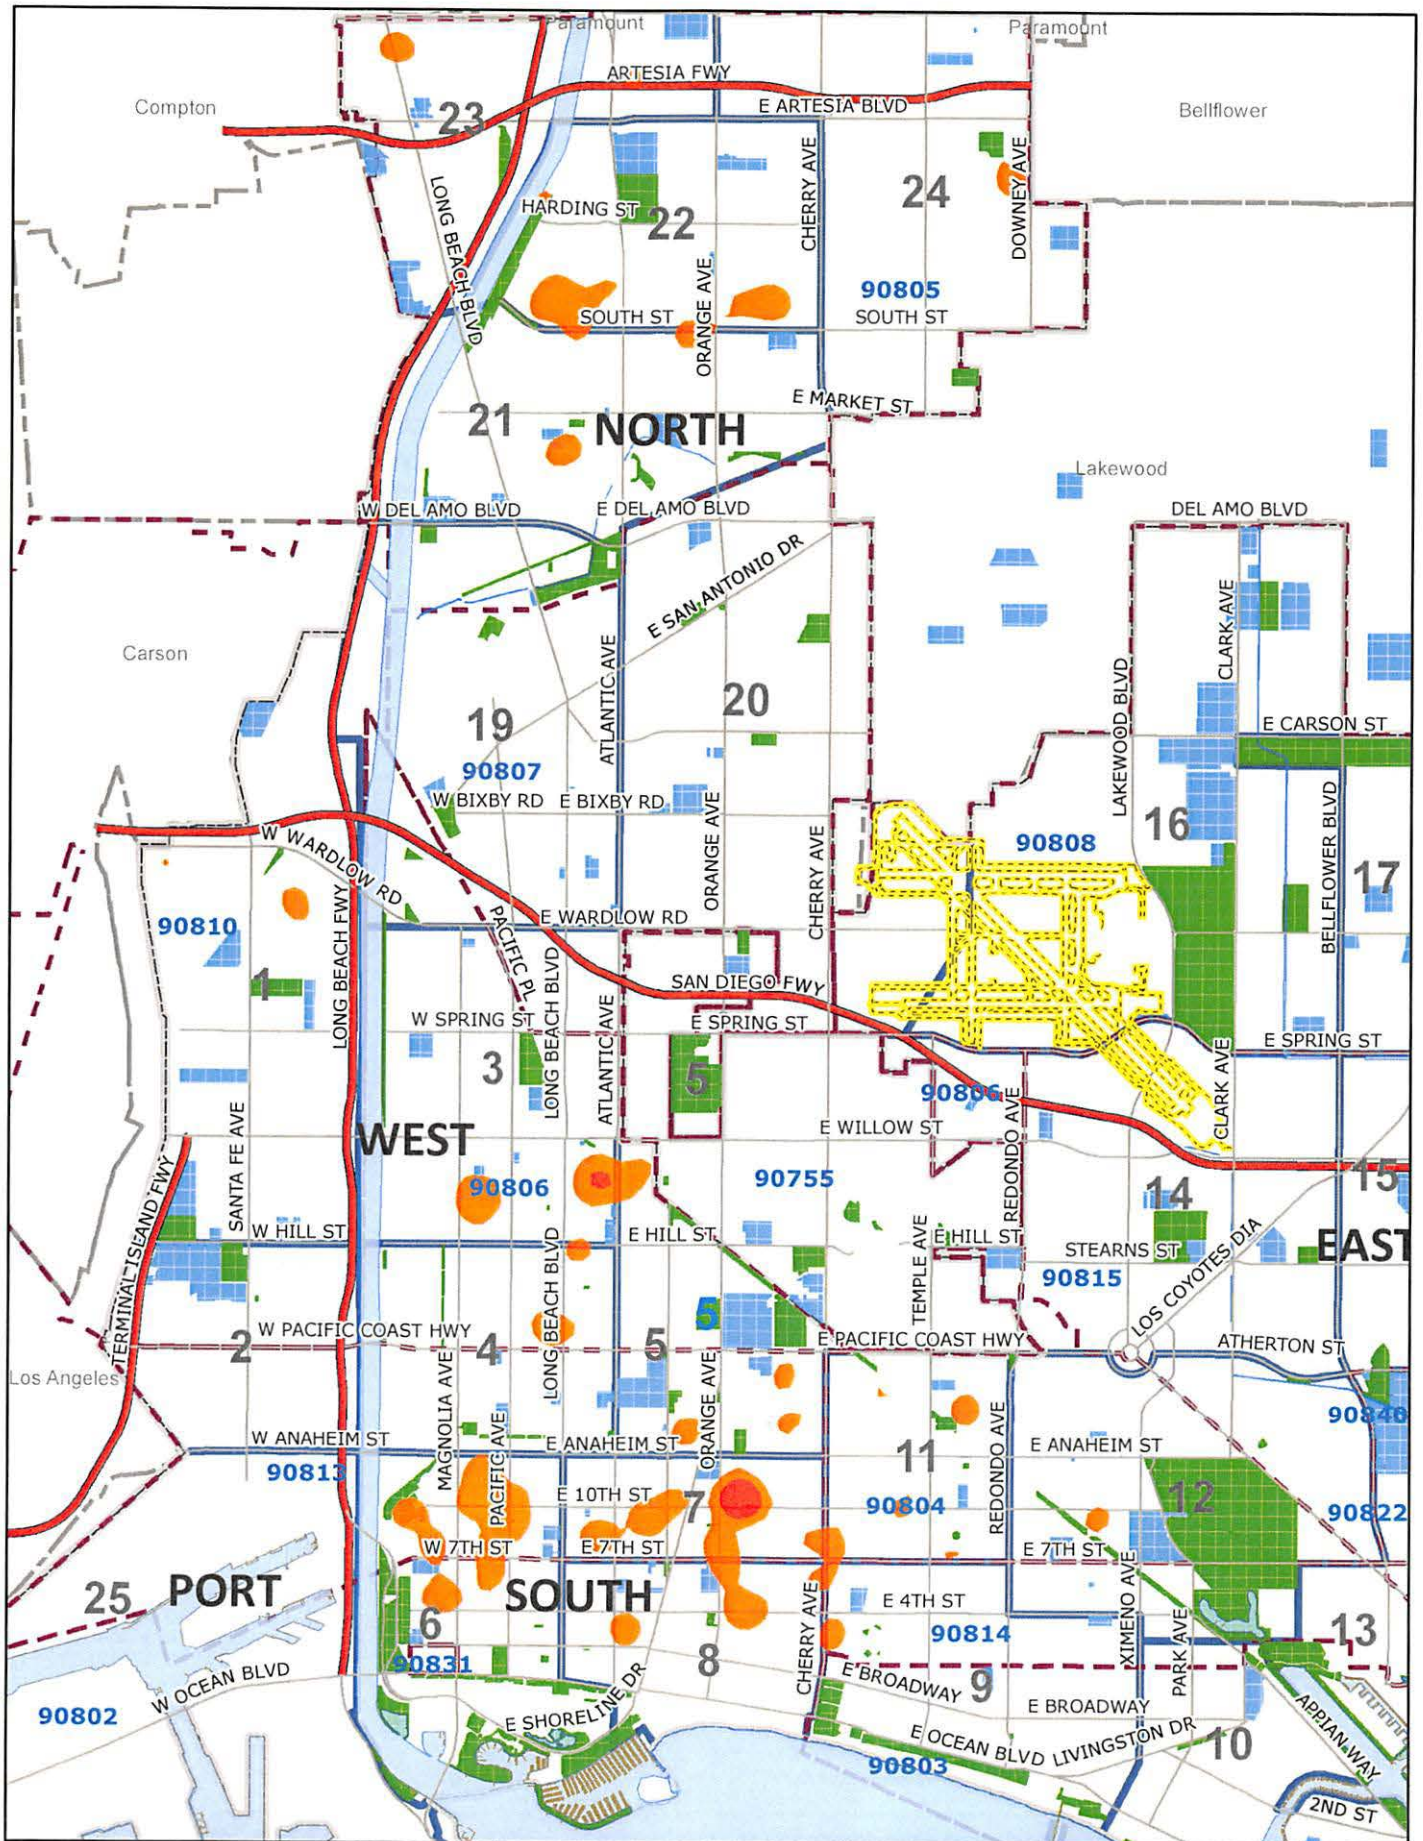 Paramount
Paramount
ARTESIA FWY
Compton
E ARTESIA BLVD
Bellflower
23
CHERRY AVE
DOWNEY AVE
LONG BEACH BLVD
24
HARDING ST
22
ORANGE AVE
90805
SOUTH ST
SOUTH ST
E MARKET ST
21
NORTH
Lakewood
W DEL AMO BLVD
E DEL AMO BLVD
DEL AMO BLVD
E SAN ANTONIO DR
CLARK AVE
Carson
ATLANTIC AVE
LAKEWOOD BLVD
20
19
E CARSON ST
90807
W BIXBY RD
E BIXBY RD
ORANGE AVE
CHERRY AVE
16
BELLFLOWER BLVD
W WARDLOW RD
90808
17
LONG BEACH FWY
90810
E WARDLOW RD
PACIFIC PL
LONG BEACH BLVD
1
SAN DIEGO FWY
ATLANTIC AVE
W SPRING ST
E SPRING ST
E SPRING ST
3
5
CLARK AVE
90806
REDONDO AVE
SANTA FE AVE
WEST
E WILLOW ST
TERMINAL ISLAND FWY
90806
90755
14
15
W HILL ST
E HILL ST
TEMPLE AVE
E HILL ST
STEARNS ST
EAST
90815
LOS COYOTES DIA
LONG BEACH BLVD
5
W PACIFIC COAST HWY
E PACIFIC COAST HWY
ATHERTON ST
2
4
5
Los Angeles
MAGNOLIA AVE
PACIFIC AVE
ORANGE AVE
REDONDO AVE
90840
W ANAHEIM ST
E ANAHEIM ST
E ANAHEIM ST
90813
11
E 10TH ST
7
90804
12
90822
W 7TH ST
E 7TH ST
E 7TH ST
25
PORT
SOUTH
CHERRY AVE
E 4TH ST
XIMENO AVE
PARK AVE
6
90814
13
90831
8
W OCEAN BLVD
E BROADWAY
9
90802
E SHORELINE DR
E BROADWAY
E OCEAN BLVD
LIVINGSTON DR
10
APPIAN WAY
90803
2ND ST